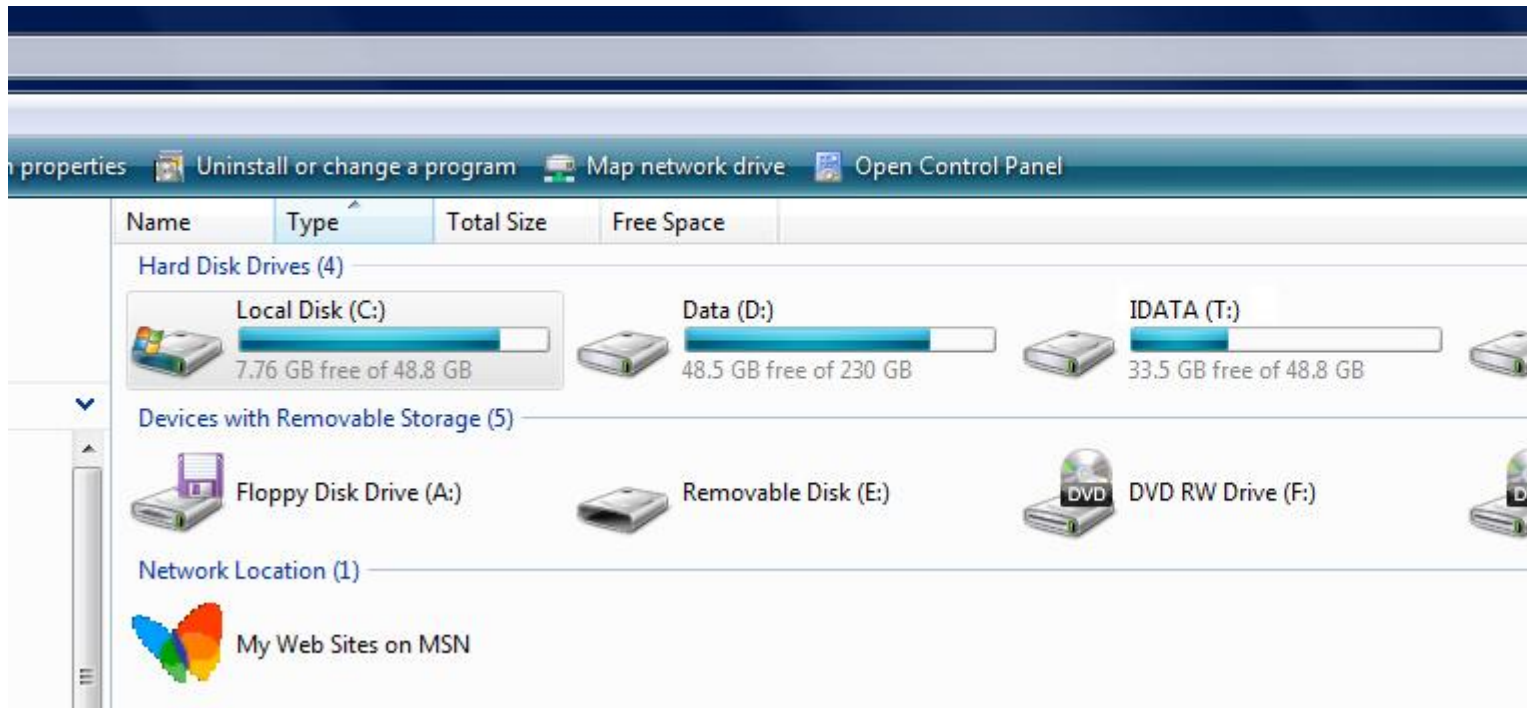 properties Uninstall or change a program Map network drive Open Control Panel
Name Type Total Size Free Space
Hard Disk Drives (4)
Local Disk (C:) Data (D:) IDATA (T:)
7.76 GB free of 48.8 GB 48.5 GB free of 230 GB 33.5 GB free of 48.8 GB
Devices with Removable Storage (5)
Floppy Disk Drive (A:) Removable Disk (E:) DVD DVD RW Drive (F:)
Network Location (1)
My Web Sites on MSN